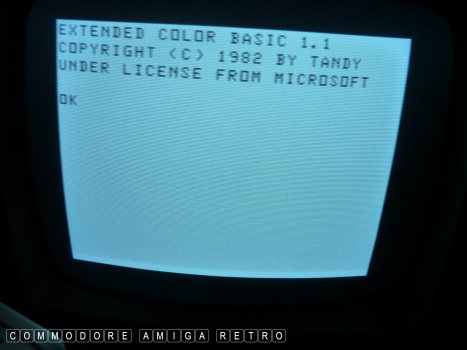 EXTENDED COLOR BASIC 1.1
COPYRIGHT (C) 1982 BY TANDY
UNDER LICENSE FROM MICROSOFT
OK
COMMODORE AMIGA RETRO